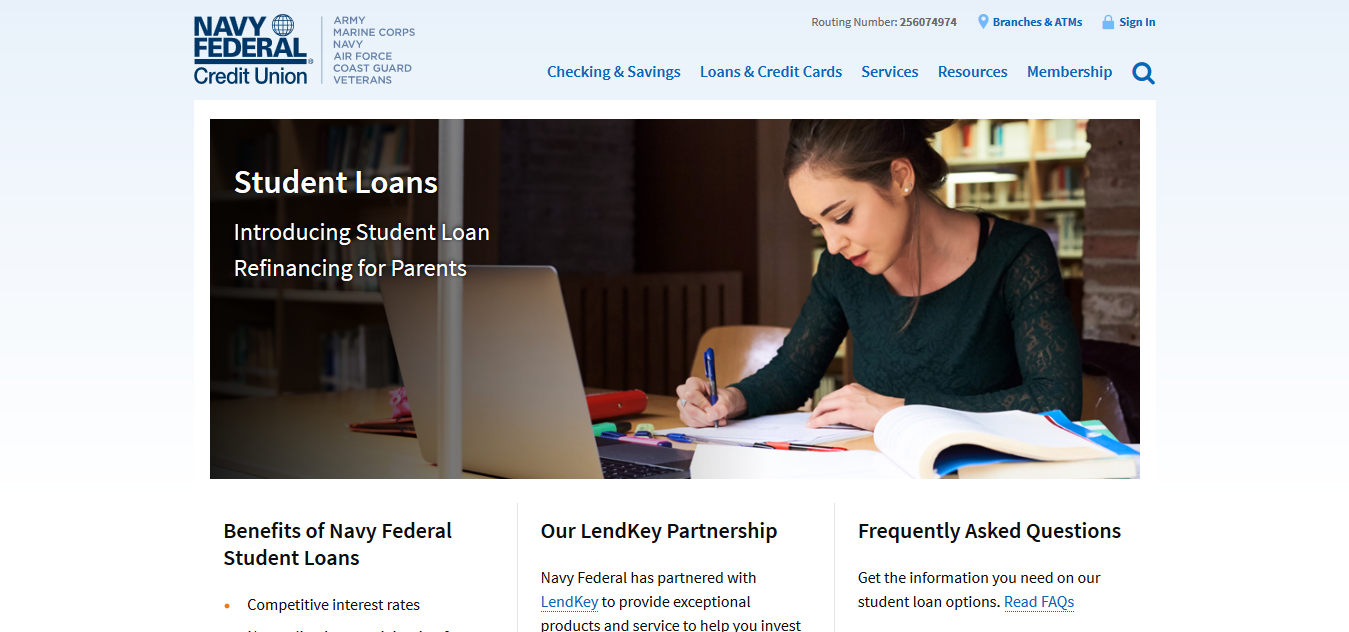 NAVY
FEDERAL®
Credit Union
ARMY
MARINE CORPS
NAVY
AIR FORCE
COAST GUARD
VETERANS
Routing Number: 256074974
Branches & ATMs
Sign In
Checking & Savings
Loans & Credit Cards
Services
Resources
Membership
Student Loans
Introducing Student Loan
Refinancing for Parents
Benefits of Navy Federal
Student Loans
• Competitive interest rates
Our LendKey Partnership
Navy Federal has partnered with
LendKey to provide exceptional
products and service to help you invest
Frequently Asked Questions
Get the information you need on our
student loan options. Read FAQs